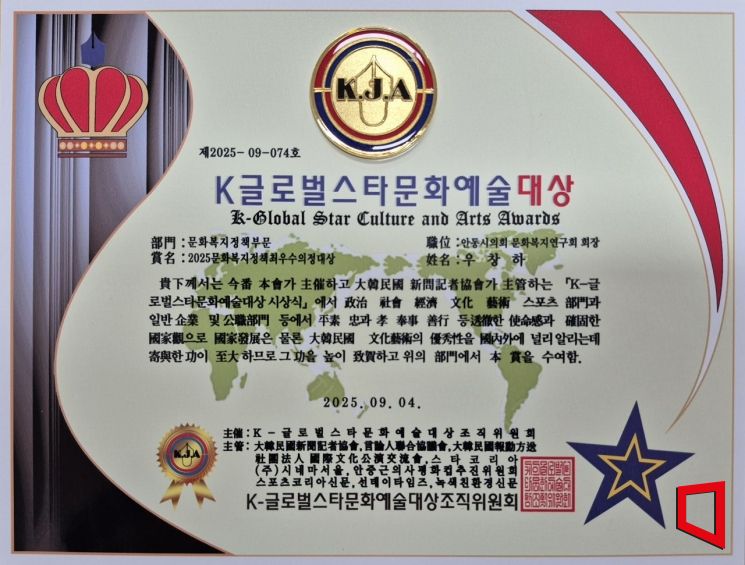 K.J.A
제2025-09-074호
K글로벌스타문화예술대상
K-Global Star Culture and Arts Awards
部門 : 문화복지정책부문
職位 : 안동시의회 문화복지연구회 회장
賞名 : 2025문화복지정책최우수의정대상
姓名 : 우 창 하
貴下께서는 今番 本會가 主催하고 大韓民國 新聞記者協會가 主管하는 「K-글
로벌스타문화예술대상 시상식」에서 政治 社會 經濟 文化 藝術 스포츠 部門과
일반 企業 및 公職部門 等에서 平素 忠과 孝 奉事 善行 等 透徹한 使命感과 確固한
國家觀으로 國家發展은 물론 大韓民國 文化藝術의 優秀性을 國內外에 널리 알리는데
寄與한 功이 至大 하므로 그 功을 높이 致賀하고 위의 部門에서 本 賞을 수여함.
2025. 09. 04.
主催: K-글로벌스타문화예술대상조직위원회
主管: 大韓民國新聞記者協會, 言論人聯合協議會, 大韓民國報勳方送
社團法人 國際文化公演交流會, 스타코리아
(주)시네마서울, 안중근의사평화컵추진위원회
스포츠코리아신문, 선데이타임즈, 녹색친환경신문
K-글로벌스타문화예술대상조직위원회
K.J.A